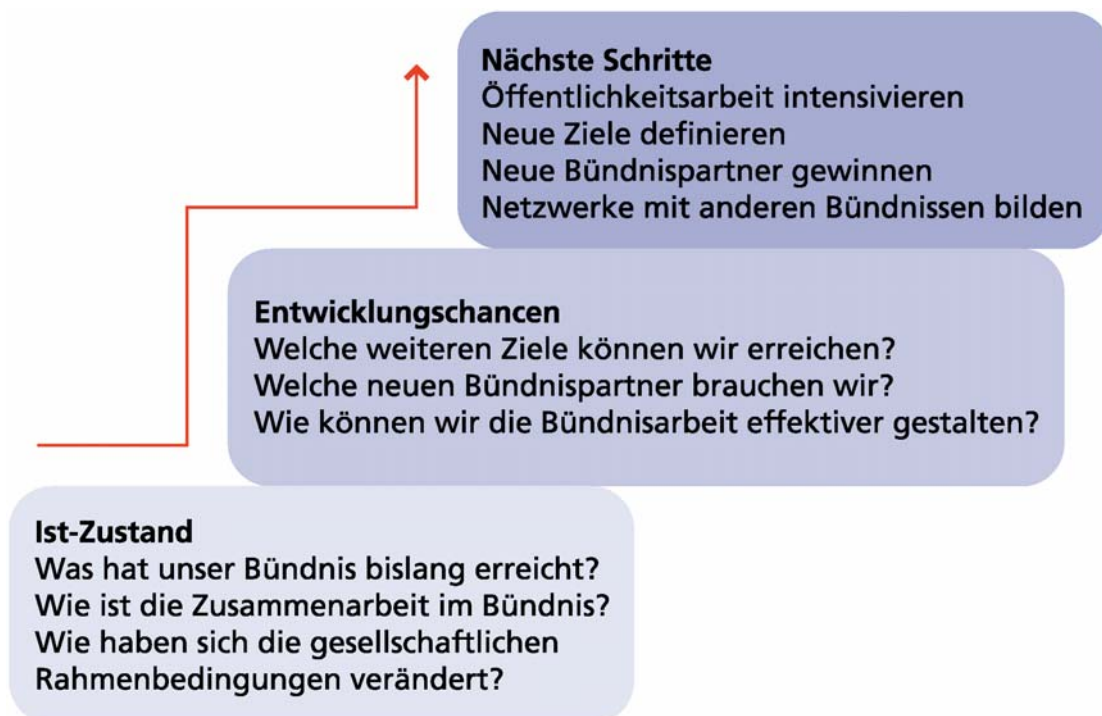 Nächste Schritte
Öffentlichkeitsarbeit intensivieren
Neue Ziele definieren
Neue Bündnispartner gewinnen
Netzwerke mit anderen Bündnissen bilden
Entwicklungschancen
Welche weiteren Ziele können wir erreichen?
Welche neuen Bündnispartner brauchen wir?
Wie können wir die Bündnisarbeit effektiver gestalten?
Ist-Zustand
Was hat unser Bündnis bislang erreicht?
Wie ist die Zusammenarbeit im Bündnis?
Wie haben sich die gesellschaftlichen
Rahmenbedingungen verändert?